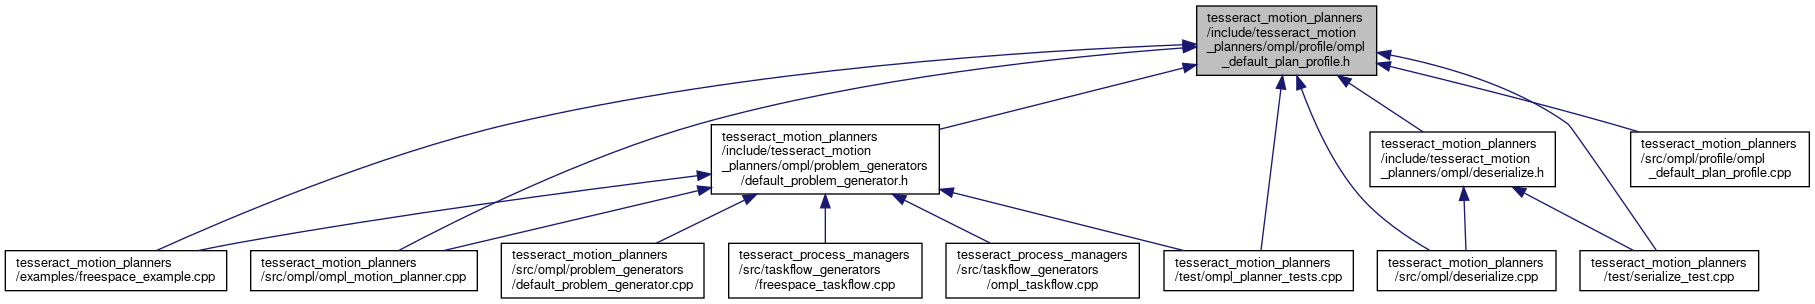 tesseract_motion_planners
/include/tesseract_motion
_planners/ompl/profile/ompl
_default_plan_profile.h
tesseract_motion_planners
/include/tesseract_motion
_planners/ompl/problem_generators
/default_problem_generator.h
tesseract_motion_planners
/include/tesseract_motion
_planners/ompl/deserialize.h
tesseract_motion_planners
/src/ompl/profile/ompl
_default_plan_profile.cpp
tesseract_motion_planners
/examples/freespace_example.cpp
tesseract_motion_planners
/src/ompl/ompl_motion_planner.cpp
tesseract_motion_planners
/src/ompl/problem_generators
/default_problem_generator.cpp
tesseract_process_managers
/src/taskflow_generators
/freespace_taskflow.cpp
tesseract_process_managers
/src/taskflow_generators
/ompl_taskflow.cpp
tesseract_motion_planners
/test/ompl_planner_tests.cpp
tesseract_motion_planners
/src/ompl/deserialize.cpp
tesseract_motion_planners
/test/serialize_test.cpp